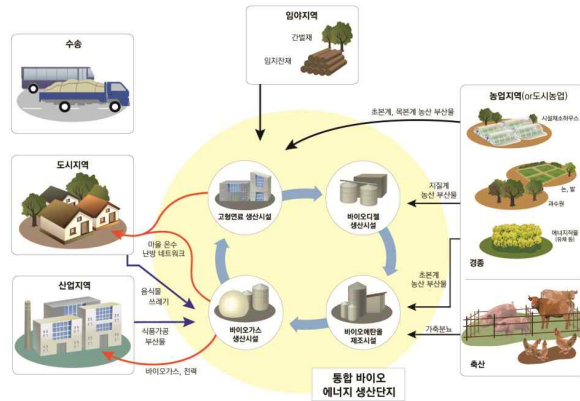 임야지역
간벌재
임지잔재
수송
농업지역(or도시농업)
시설채소하우스
초본계, 목본계 농산 부산물
논, 밭
과수원
에너지작물
(유채 등)
경종
축산
도시지역
고형연료 생산시설
바이오디젤
생산시설
지질계
농산 부산물
마을 온수
난방 네트워크
초본계
농산 부산물
산업지역
음식물
쓰레기
식품가공
부산물
바이오가스
생산시설
바이오에탄올
제조시설
가축분뇨
바이오가스, 전력
통합 바이오
에너지 생산단지